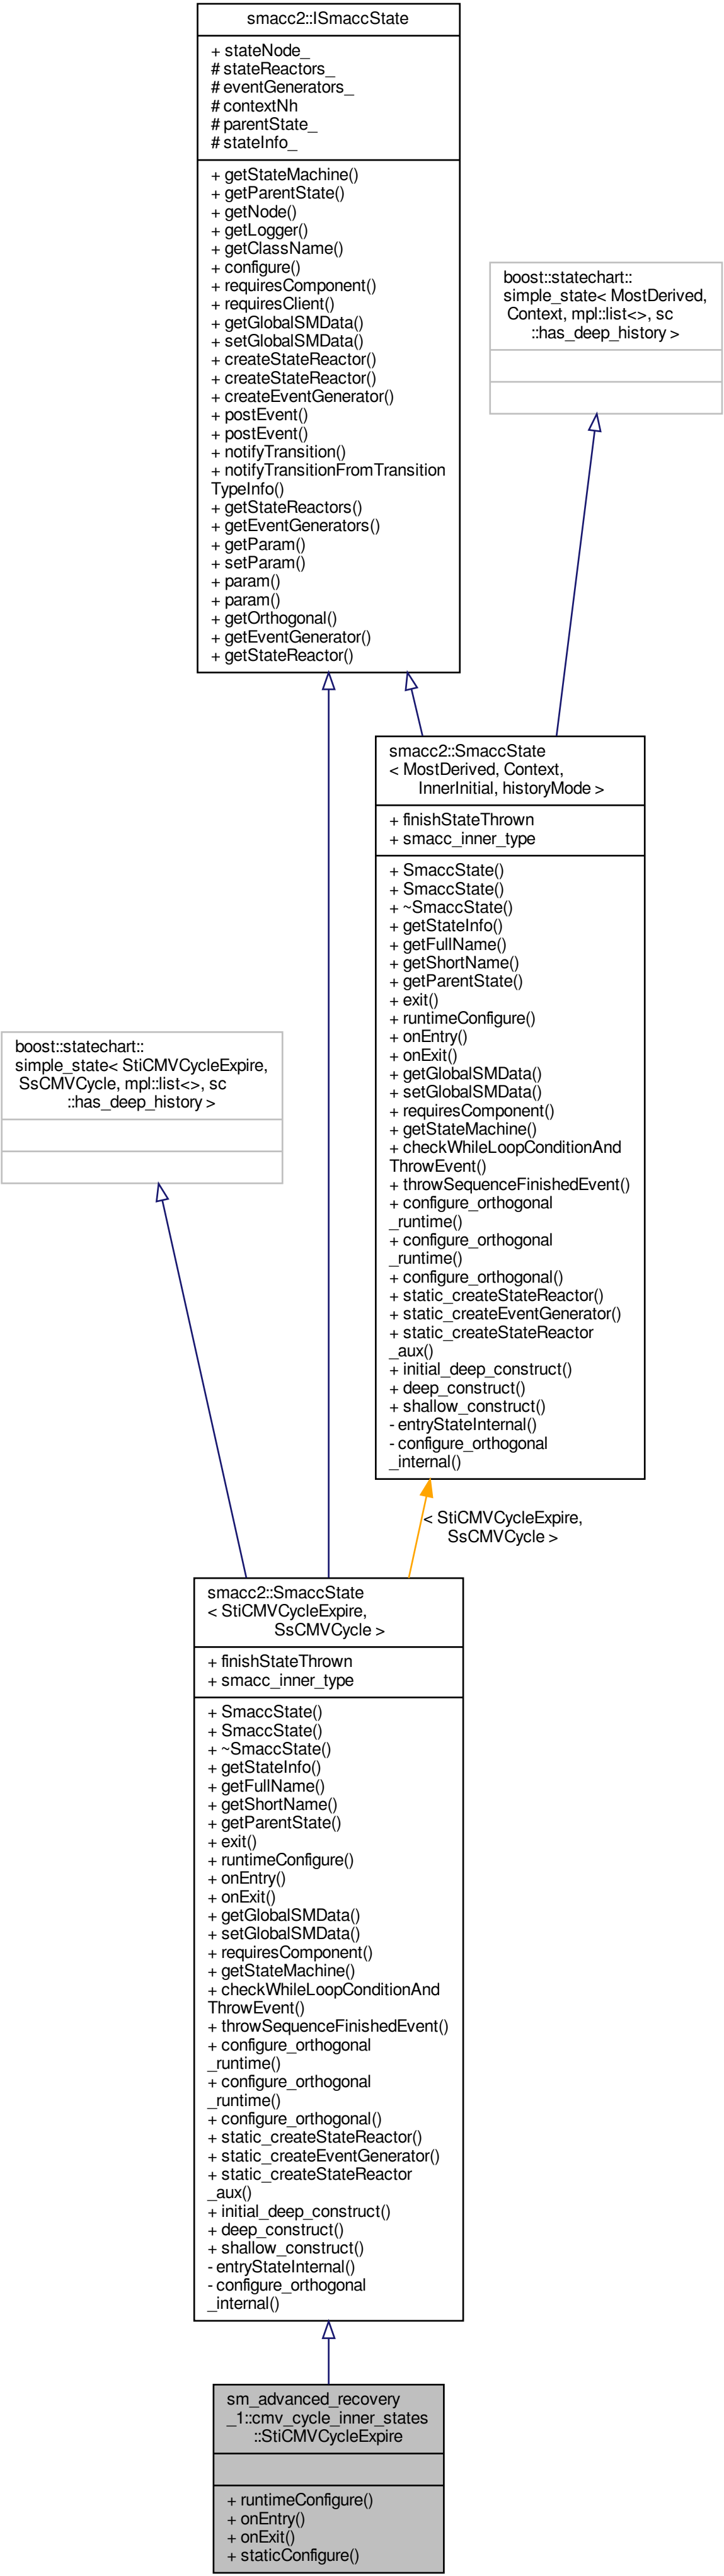 smacc2::ISmaccState
+ stateNode_
# stateReactors_
# eventGenerators_
# contextNh
# parentState_
# stateInfo_
+ getStateMachine()
+ getParentState()
+ getNode()
+ getLogger()
+ getClassName()
+ configure()
+ requiresComponent()
+ requiresClient()
+ getGlobalSMData()
+ setGlobalSMData()
+ createStateReactor()
+ createStateReactor()
+ createEventGenerator()
+ postEvent()
+ postEvent()
+ notifyTransition()
+ notifyTransitionFromTransition
TypeInfo()
+ getStateReactors()
+ getEventGenerators()
+ getParam()
+ setParam()
+ param()
+ param()
+ getOrthogonal()
+ getEventGenerator()
+ getStateReactor()
boost::statechart::
simple_state< MostDerived,
Context, mpl::list<>, sc
::has_deep_history >
smacc2::SmaccState
< MostDerived, Context,
InnerInitial, historyMode >
+ finishStateThrown
+ smacc_inner_type
+ SmaccState()
+ SmaccState()
+ ~SmaccState()
+ getStateInfo()
+ getFullName()
+ getShortName()
+ getParentState()
+ exit()
+ runtimeConfigure()
+ onEntry()
+ onExit()
+ getGlobalSMData()
+ setGlobalSMData()
+ requiresComponent()
+ getStateMachine()
+ checkWhileLoopConditionAnd
ThrowEvent()
+ throwSequenceFinishedEvent()
+ configure_orthogonal
_runtime()
+ configure_orthogonal
_runtime()
+ configure_orthogonal()
+ static_createStateReactor()
+ static_createEventGenerator()
+ static_createStateReactor
_aux()
+ initial_deep_construct()
+ deep_construct()
+ shallow_construct()
- entryStateInternal()
- configure_orthogonal
_internal()
boost::statechart::
simple_state< StiCMVCycleExpire,
SsCMVCycle, mpl::list<>, sc
::has_deep_history >
< StiCMVCycleExpire,
SsCMVCycle >
smacc2::SmaccState
< StiCMVCycleExpire,
SsCMVCycle >
+ finishStateThrown
+ smacc_inner_type
+ SmaccState()
+ SmaccState()
+ ~SmaccState()
+ getStateInfo()
+ getFullName()
+ getShortName()
+ getParentState()
+ exit()
+ runtimeConfigure()
+ onEntry()
+ onExit()
+ getGlobalSMData()
+ setGlobalSMData()
+ requiresComponent()
+ getStateMachine()
+ checkWhileLoopConditionAnd
ThrowEvent()
+ throwSequenceFinishedEvent()
+ configure_orthogonal
_runtime()
+ configure_orthogonal
_runtime()
+ configure_orthogonal()
+ static_createStateReactor()
+ static_createEventGenerator()
+ static_createStateReactor
_aux()
+ initial_deep_construct()
+ deep_construct()
+ shallow_construct()
- entryStateInternal()
- configure_orthogonal
_internal()
sm_advanced_recovery
_1::cmv_cycle_inner_states
::StiCMVCycleExpire
+ runtimeConfigure()
+ onEntry()
+ onExit()
+ staticConfigure()